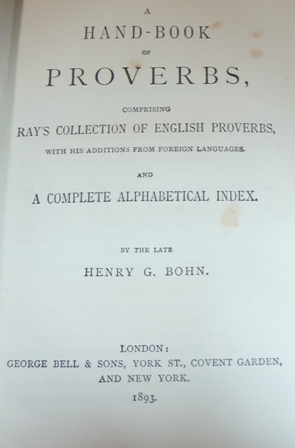 A
HAND-BOOK
OF
PROVERBS,
COMPRISING
RAY'S COLLECTION OF ENGLISH PROVERBS,
WITH HIS ADDITIONS FROM FOREIGN LANGUAGES.
AND
A COMPLETE ALPHABETICAL INDEX.
BY THE LATE
HENRY G. BOHN.
LONDON:
GEORGE BELL & SONS, YORK ST., COVENT GARDEN,
AND NEW YORK.
1893.